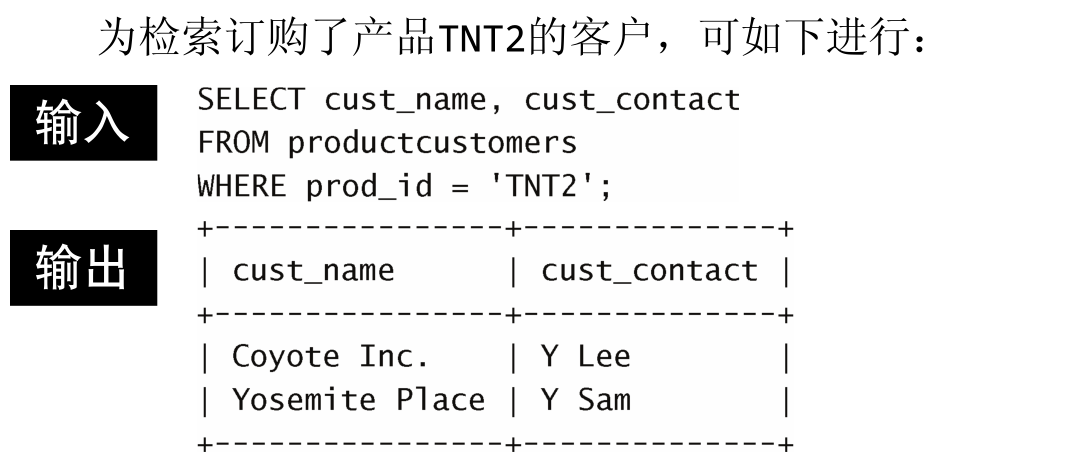 为检索订购了产品TNT2的客户，可如下进行：
输入
SELECT cust_name, cust_contact
FROM productcustomers
WHERE prod_id = 'TNT2';
输出
+----------------+--------------+
| cust_name      | cust_contact |
+----------------+--------------+
| Coyote Inc.    | Y Lee        |
| Yosemite Place | Y Sam        |
+----------------+--------------+